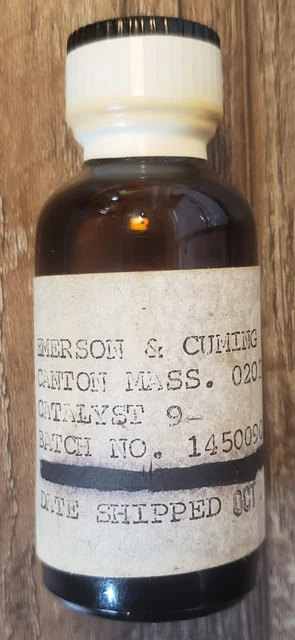 EMERSON & CUMING
CANTON MASS. 0202
CATALYST 9-
BATCH NO. 145009
DATE SHIPPED OCT